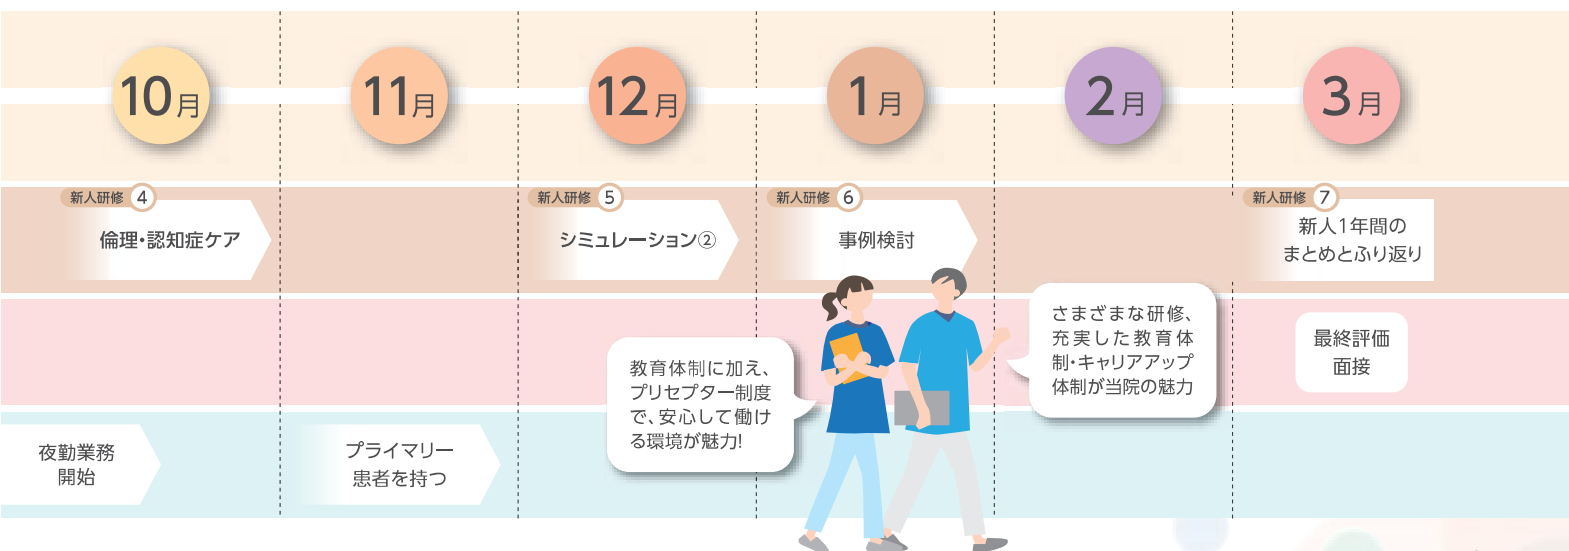 10月
11月
12月
1月
2月
3月
新人研修 4
倫理・認知症ケア
新人研修 5
シミュレーション②
新人研修 6
事例検討
新人研修 7
新人1年間の
まとめとふり返り
さまざまな研修、
充実した教育体
制・キャリアアップ
体制が当院の魅力
最終評価
面接
教育体制に加え、
プリセプター制度
で、安心して働け
る環境が魅力!
夜勤業務
開始
プライマリー
患者を持つ